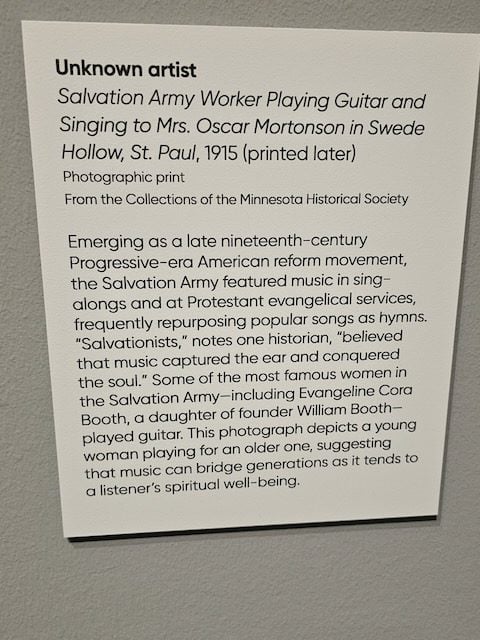 Unknown artist
Salvation Army Worker Playing Guitar and
Singing to Mrs. Oscar Mortonson in Swede
Hollow, St. Paul, 1915 (printed later)
Photographic print
From the Collections of the Minnesota Historical Society
Emerging as a late nineteenth-century
Progressive-era American reform movement,
the Salvation Army featured music in sing-
alongs and at Protestant evangelical services,
frequently repurposing popular songs as hymns.
“Salvationists,” notes one historian, “believed
that music captured the ear and conquered
the soul.” Some of the most famous women in
the Salvation Army—including Evangeline Cora
Booth, a daughter of founder William Booth—
played guitar. This photograph depicts a young
woman playing for an older one, suggesting
that music can bridge generations as it tends to
a listener’s spiritual well-being.